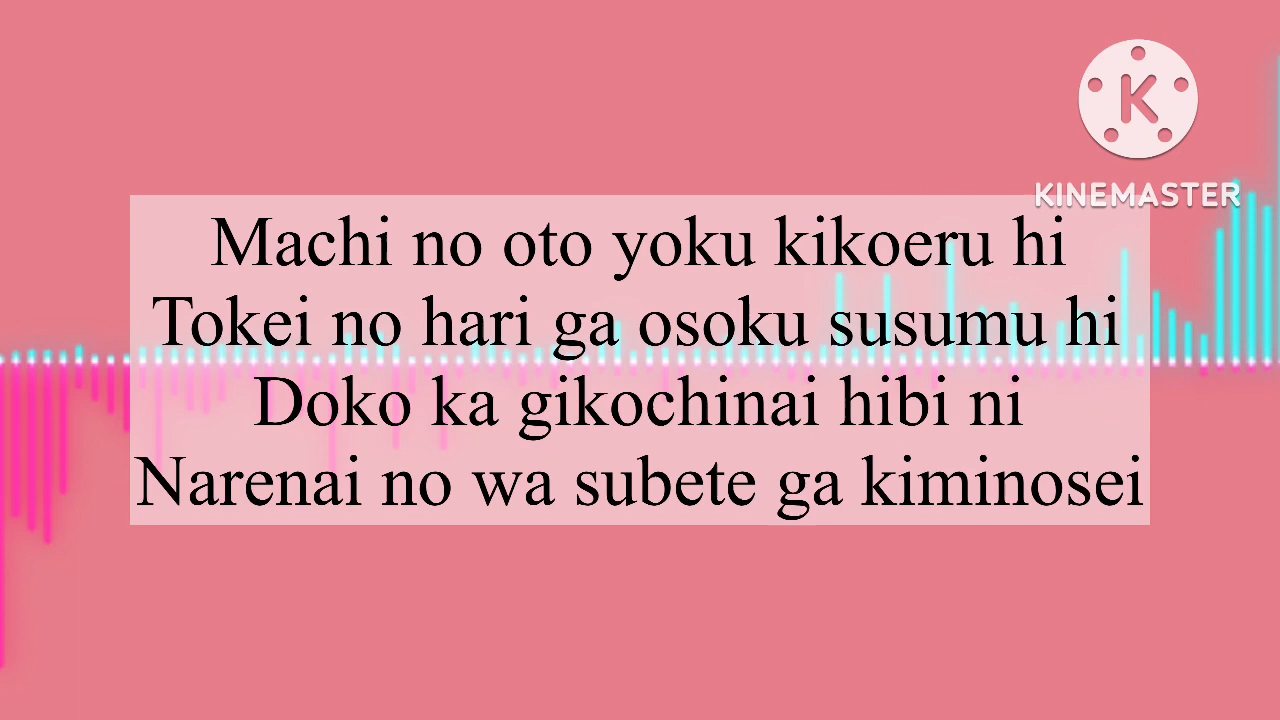 K
KINEMASTER
Machi no oto yoku kikoeru hi
Tokei no hari ga osoku susumu hi
Doko ka gikochinai hibi ni
Narenai no wa subete ga kiminosei